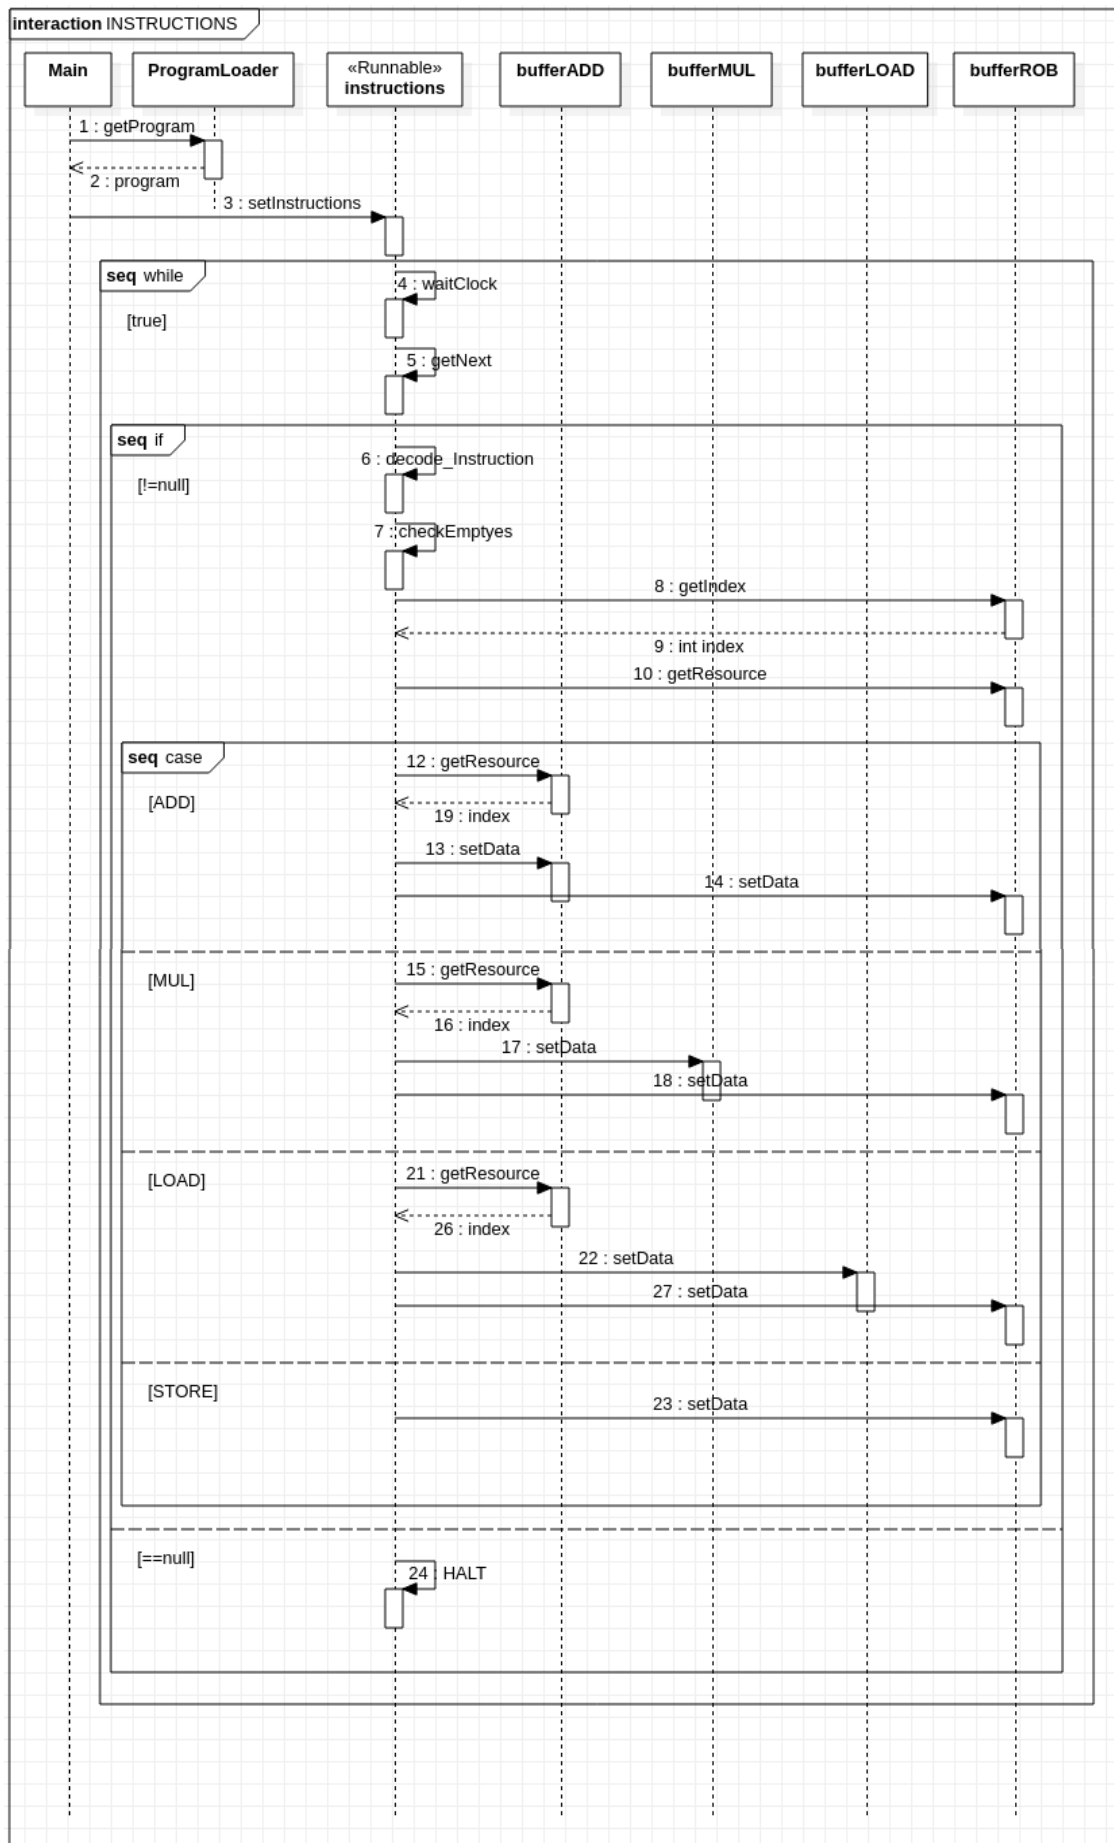 interaction INSTRUCTIONS
Main
ProgramLoader
«Runnable»
instructions
bufferADD
bufferMUL
bufferLOAD
bufferROB
1 : getProgram
2 : program
3 : setInstructions
seq while
4 : waitClock
[true]
5 : getNext
seq if
6 : decode_Instruction
[!=null]
7 : checkEmptyes
8 : getIndex
9 : int index
10 : getResource
seq case
12 : getResource
[ADD]
19 : index
13 : setData
14 : setData
15 : getResource
[MUL]
16 : index
17 : setData
18 : setData
21 : getResource
[LOAD]
26 : index
22 : setData
27 : setData
[STORE]
23 : setData
[==null]
24 : HALT